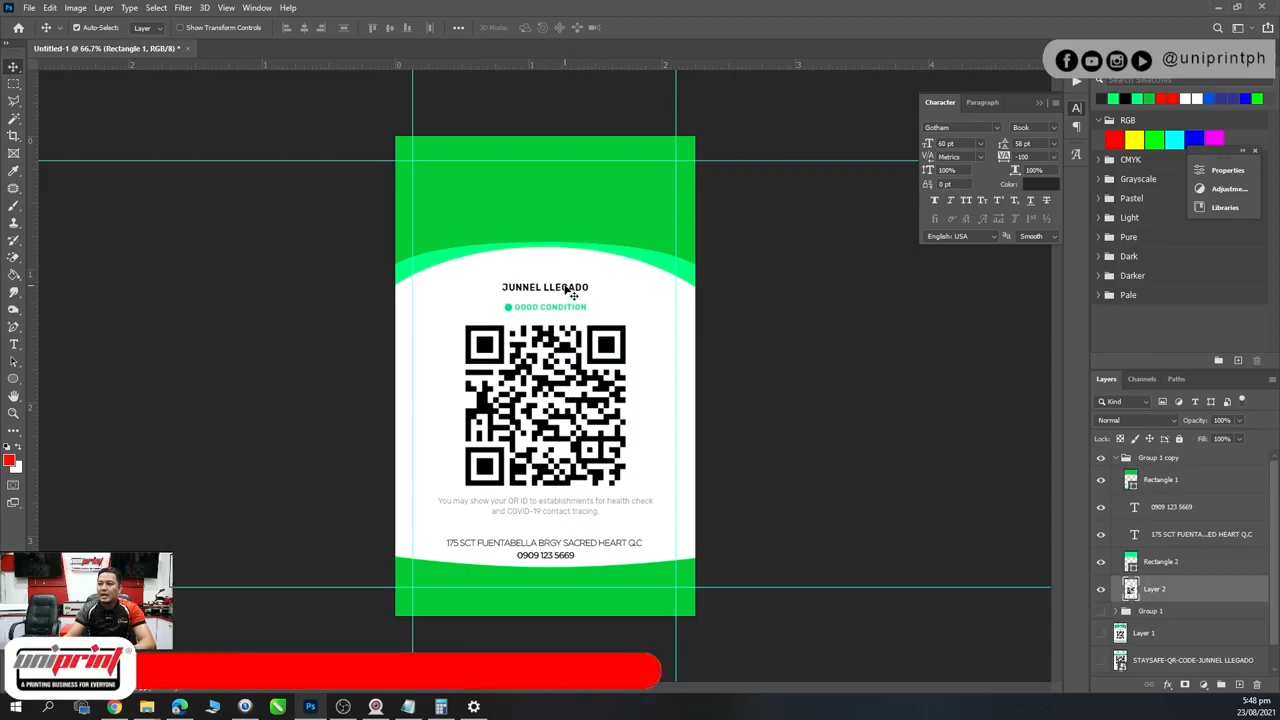 File Edit Image Layer Type Select Filter 3D View Window Help
Auto-Select: Layer Show Transform Controls 3D Mode:
Untitled-1 @ 66.7% (Rectangle 1, RGB/8) *
@uniprintph
Search Swatches
RGB
CMYK
Grayscale
Pastel
Light
Pure
Dark
Darker
Pale
Properties
Adjustme...
Libraries
Character Paragraph
Gotham Book
60 pt 58 pt
Metrics -100
100% 100%
0 pt Color:
English: USA Smooth
JUNNEL LLEGADO
GOOD CONDITION
You may show your QR ID to establishments for health check
and COVID-19 contact tracing.
175 SCT FUENTABELLA BRGY SACRED HEART Q.C
0909 123 5669
Layers Channels Paths
Kind
Normal Opacity: 100%
Lock: Fill: 100%
Group 1 copy
Rectangle 1
0909 123 5669
175 SCT FUENTA...ED HEART Q.C
Rectangle 2
Layer 2
Group 1
Layer 1
STAYSAFE-QR-CODE-JUNNEL LLEGADO
uniprint
A PRINTING BUSINESS FOR EVERYONE
5:48 pm
23/08/2021